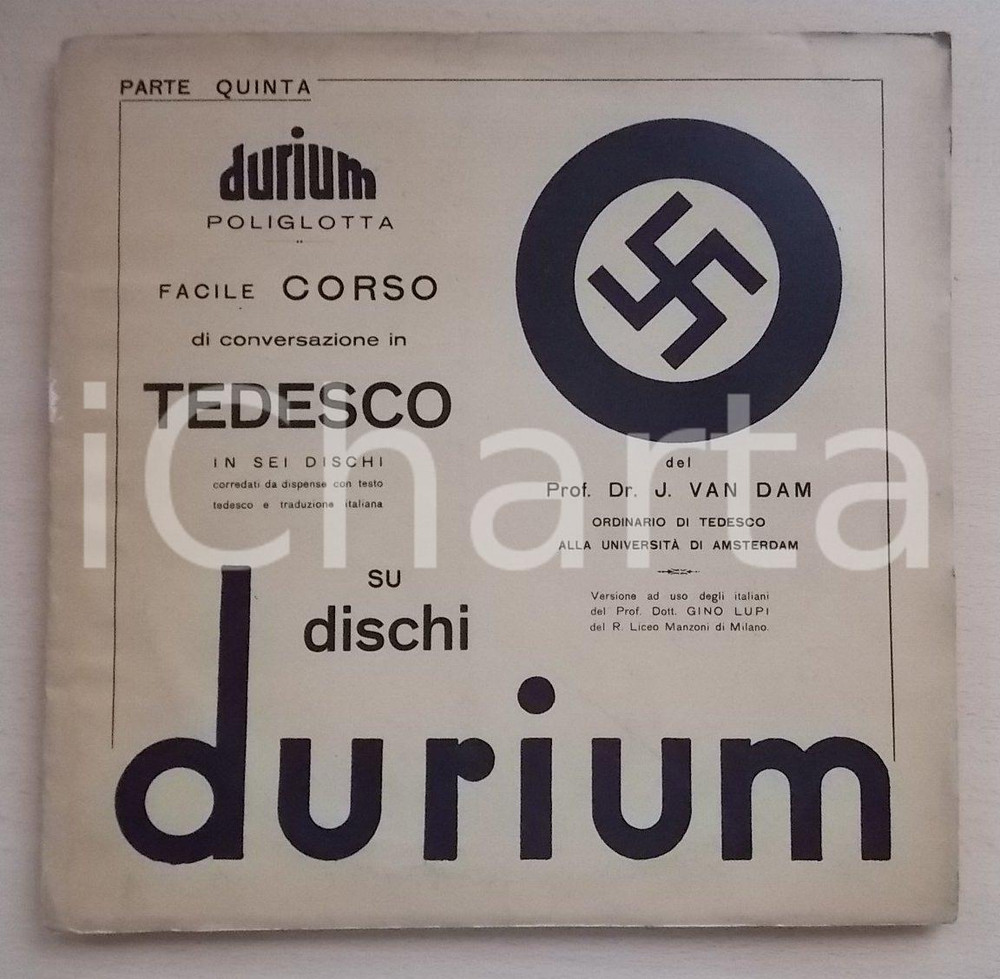 PARTE QUINTA
durium
POLIGLOTTA
FACILE CORSO
di conversazione in
TEDESCO
IN SEI DISCHI
corredati da dispense con testo
tedesco e traduzione italiana
del
Prof. Dr. J. VAN DAM
ORDINARIO DI TEDESCO
ALLA UNIVERSITÀ DI AMSTERDAM
Versione ad uso degli italiani
del Prof. Dott. GINO LUPI
del R. Liceo Manzoni di Milano.
su
dischi
durium
iCharta